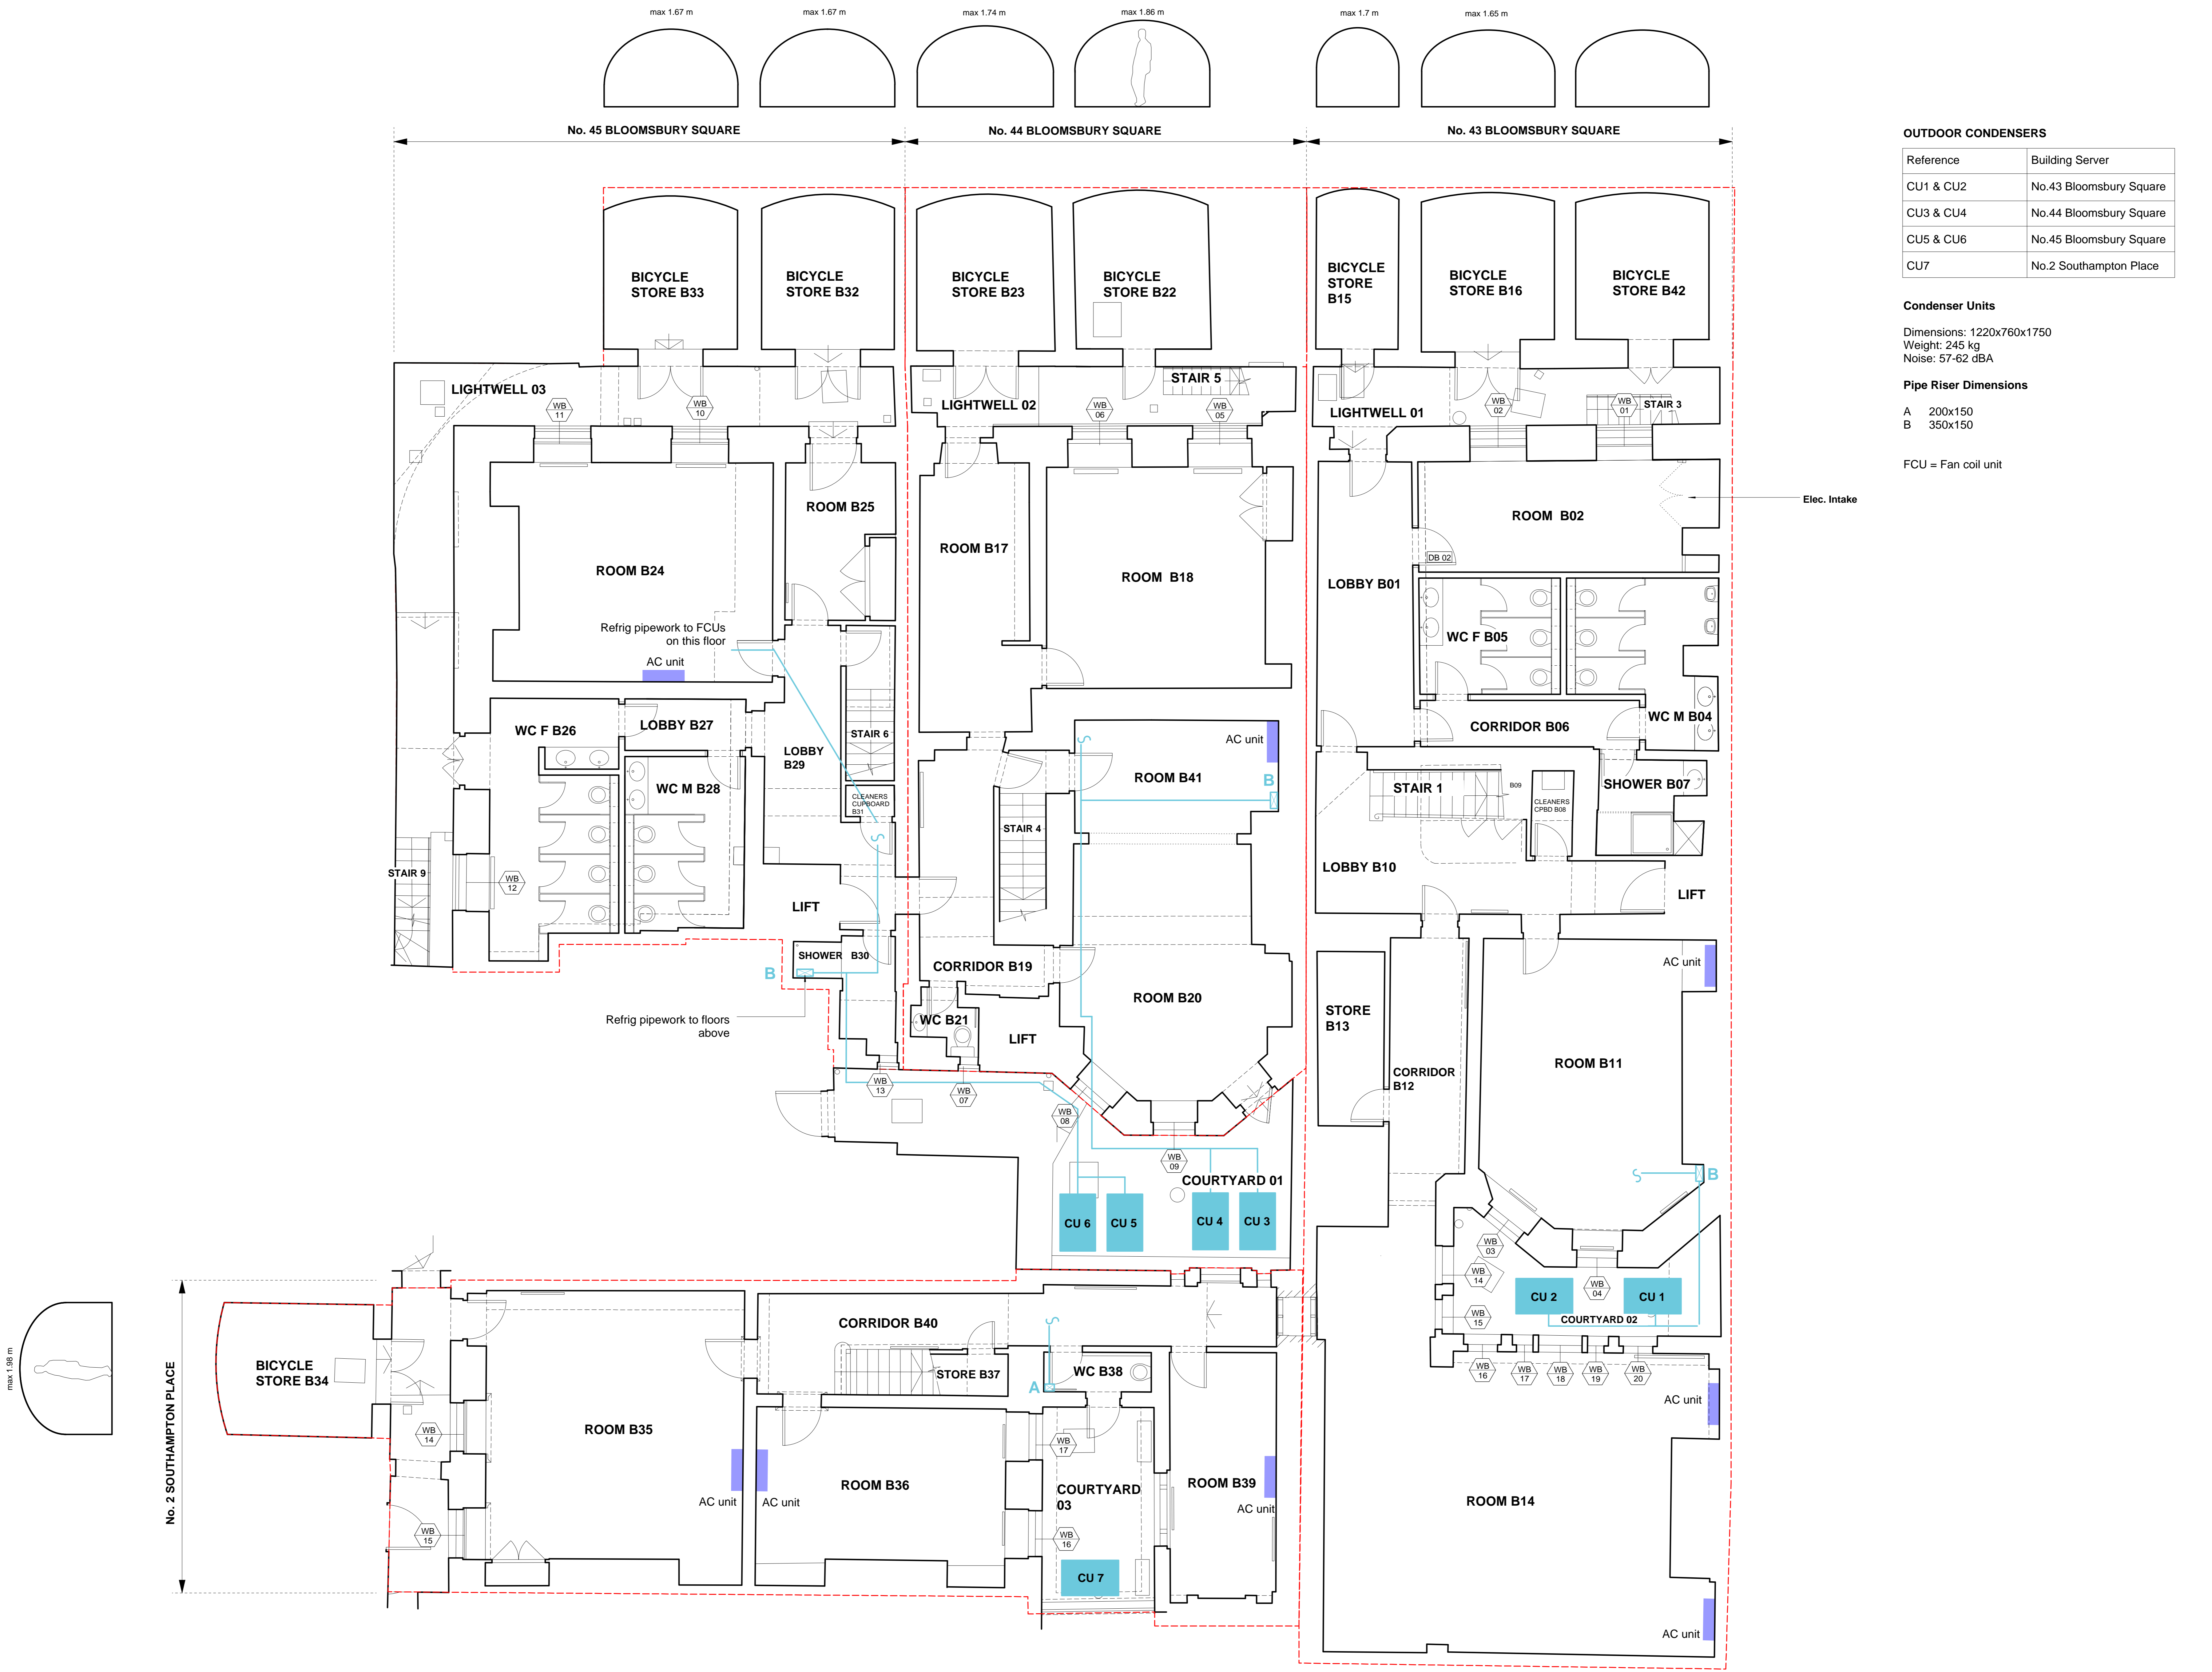 max 1.67 m
max 1.67 m
max 1.74 m
max 1.86 m
max 1.7 m
max 1.65 m
No. 45 BLOOMSBURY SQUARE
No. 44 BLOOMSBURY SQUARE
No. 43 BLOOMSBURY SQUARE
OUTDOOR CONDENSERS
Reference Building Server
CU1 & CU2 No.43 Bloomsbury Square
CU3 & CU4 No.44 Bloomsbury Square
CU5 & CU6 No.45 Bloomsbury Square
CU7 No.2 Southampton Place
Condenser Units
Dimensions: 1220x760x1750
Weight: 245 kg
Noise: 57-62 dBA
Pipe Riser Dimensions
A 200x150
B 350x150
FCU = Fan coil unit
BICYCLE
STORE B33
BICYCLE
STORE B32
BICYCLE
STORE B23
BICYCLE
STORE B22
BICYCLE
STORE
B15
BICYCLE
STORE B16
BICYCLE
STORE B42
LIGHTWELL 03
WB
11
WB
10
LIGHTWELL 02
WB
06
STAIR 5
WB
05
LIGHTWELL 01
WB
02
WB
01
STAIR 3
Elec. Intake
ROOM B25
ROOM B24
ROOM B17
ROOM B18
ROOM B02
DB 02
LOBBY B01
WC F B05
Refrig pipework to FCUs
on this floor
AC unit
WC F B26
LOBBY B27
LOBBY
B29
STAIR 6
WC M B28
CLEANERS
CUPBOARD
B31
STAIR 9
WB
12
LIFT
AC unit
B
ROOM B41
STAIR 4
CORRIDOR B06
WC M B04
STAIR 1
B09
CLEANERS
CPBD B08
SHOWER B07
LOBBY B10
LIFT
SHOWER B30
B
Refrig pipework to floors
above
CORRIDOR B19
WC B21
LIFT
ROOM B20
AC unit
STORE
B13
CORRIDOR
B12
ROOM B11
B
WB
13
WB
07
WB
08
WB
09
COURTYARD 01
CU 6
CU 5
CU 4
CU 3
WB
03
WB
14
WB
15
WB
04
CU 2
CU 1
COURTYARD 02
WB
16
WB
17
WB
18
WB
19
WB
20
max 1.98 m
No. 2 SOUTHAMPTON PLACE
BICYCLE
STORE B34
WB
14
WB
15
ROOM B35
AC unit
CORRIDOR B40
STORE B37
A
WC B38
AC unit
ROOM B36
WB
17
WB
16
COURTYARD
03
CU 7
ROOM B39
AC unit
AC unit
ROOM B14
AC unit